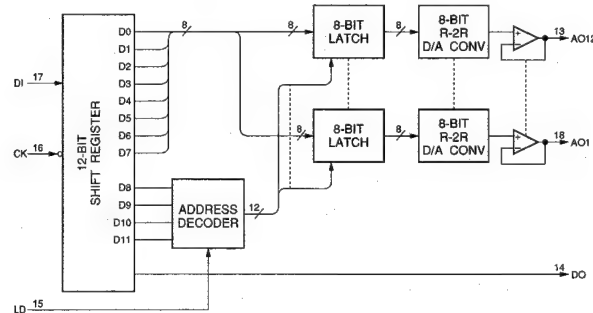 DI 17
CK 16
LD 15
12-BIT
SHIFT REGISTER
D0
D1
D2
D3
D4
D5
D6
D7
D8
D9
D10
D11
8
8
8
ADDRESS
DECODER
12
8-BIT
LATCH
8
8-BIT
R-2R
D/A CONV
13
AO12
8-BIT
LATCH
8
8-BIT
R-2R
D/A CONV
18
AO1
14
DO